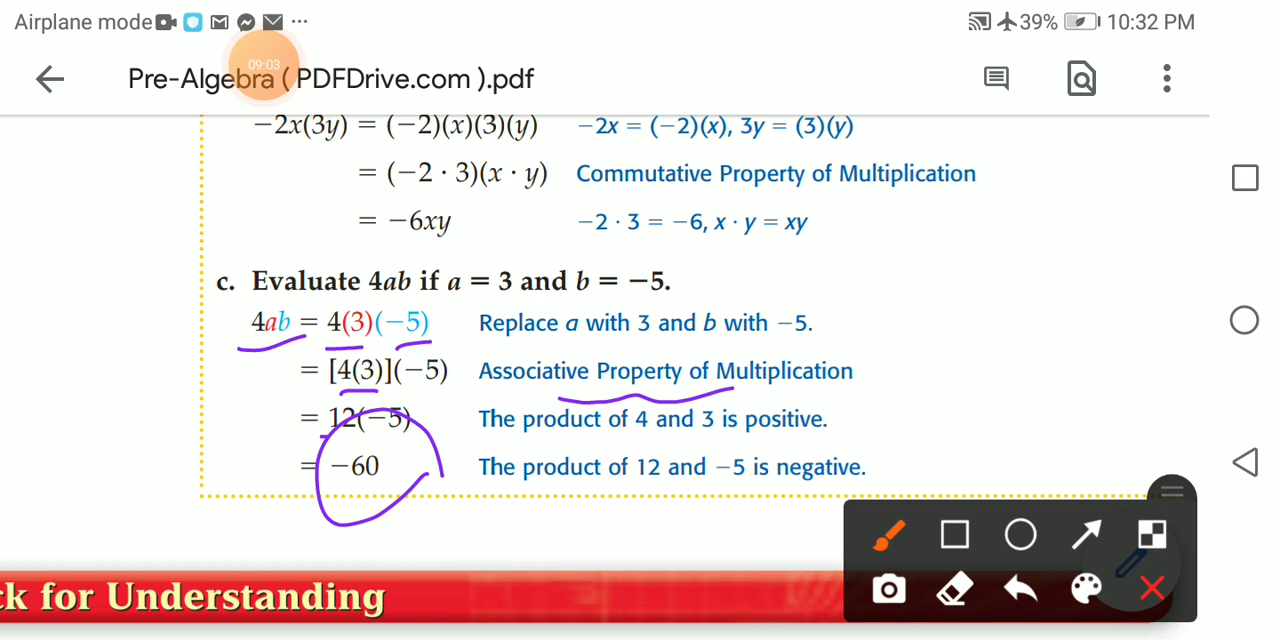 Airplane mode ... 39% 10:32 PM
09:03
Pre-Algebra ( PDFDrive.com ).pdf
−2x(3y) = (−2)(x)(3)(y) −2x = (−2)(x), 3y = (3)(y)
= (−2 · 3)(x · y) Commutative Property of Multiplication
= −6xy −2 · 3 = −6, x · y = xy
c. Evaluate 4ab if a = 3 and b = −5.
4ab = 4(3)(−5) Replace a with 3 and b with −5.
= [4(3)](−5) Associative Property of Multiplication
= 12(−5) The product of 4 and 3 is positive.
= −60 The product of 12 and −5 is negative.
ck for Understanding